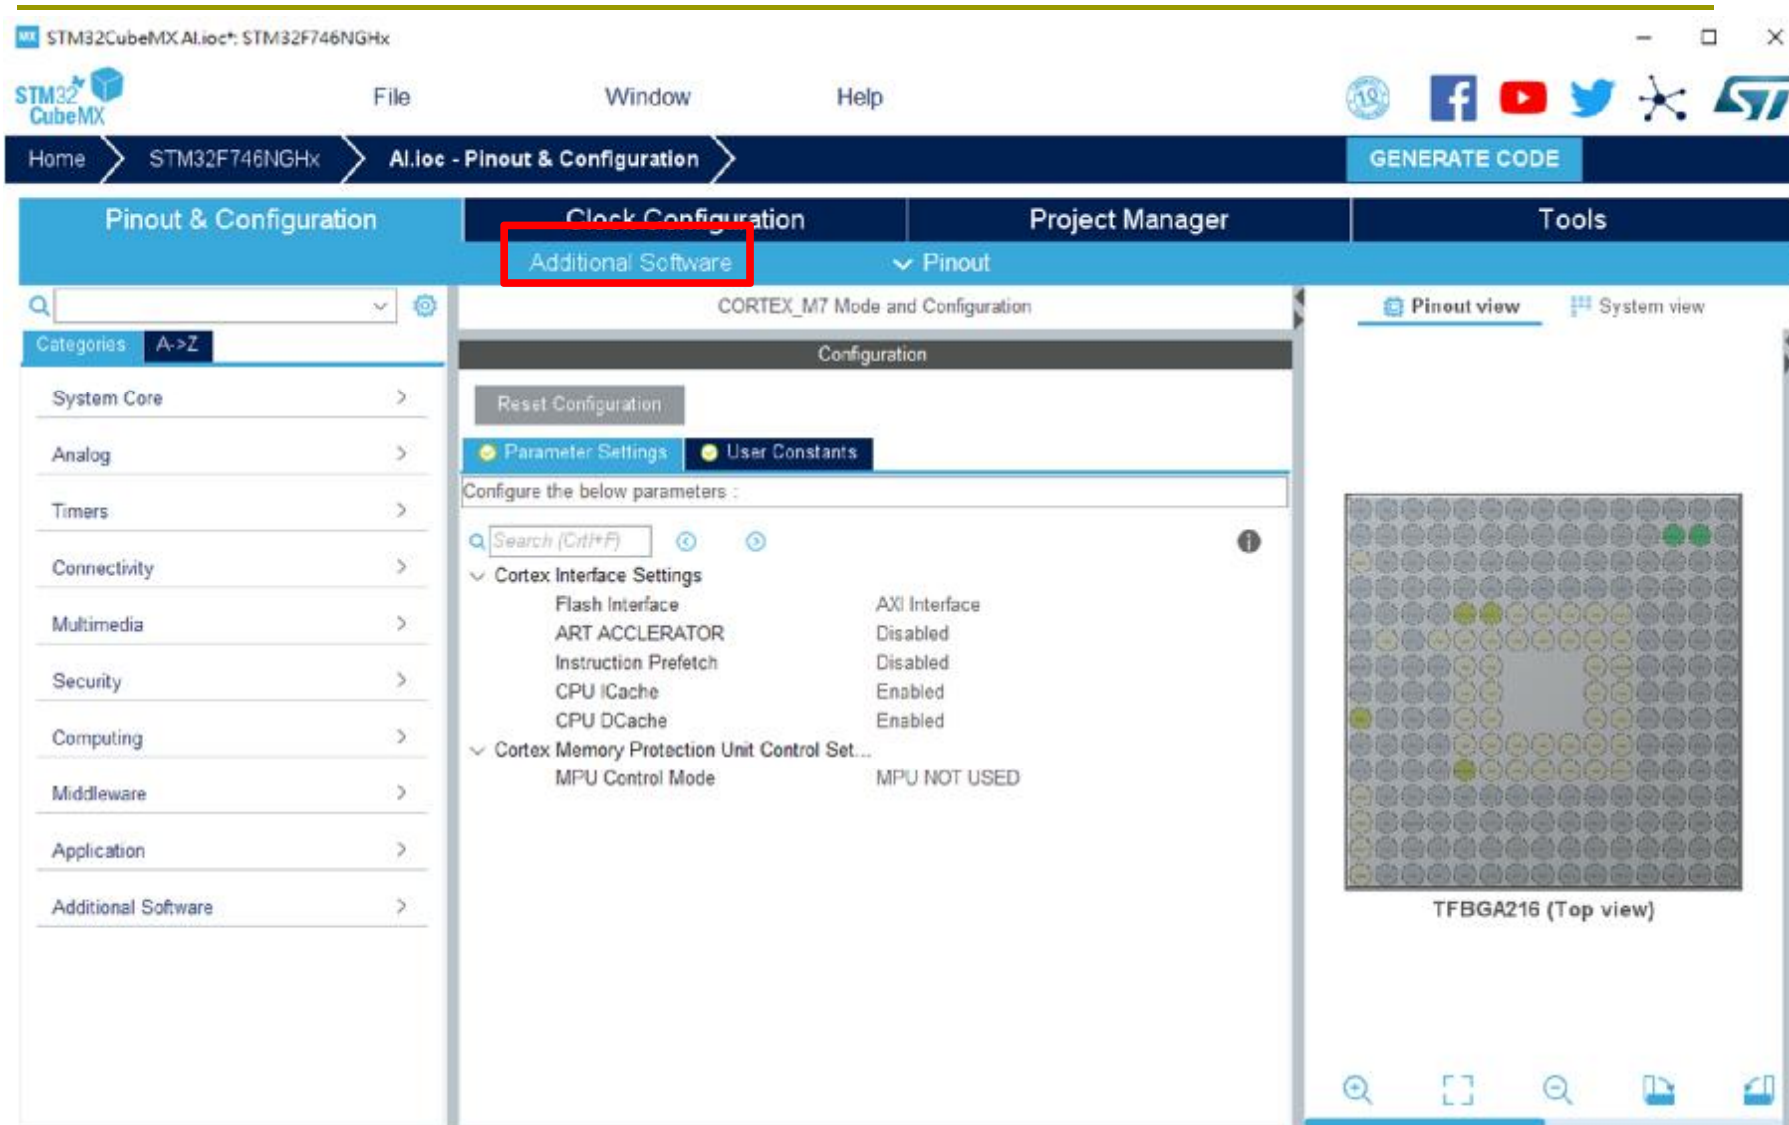 MX STM32CubeMX AI.ioc*: STM32F746NGHx
STM32
CubeMX
File Window Help
10
ST
Home STM32F746NGHx AI.ioc - Pinout & Configuration GENERATE CODE
Pinout & Configuration Clock Configuration Project Manager Tools
Additional Software Pinout
CORTEX_M7 Mode and Configuration
Pinout view System view
Categories A->Z
Configuration
System Core
Analog
Timers
Connectivity
Multimedia
Security
Computing
Middleware
Application
Additional Software
Reset Configuration
Parameter Settings User Constants
Configure the below parameters :
Search (Crtl+F)
Cortex Interface Settings
Flash Interface AXI Interface
ART ACCLERATOR Disabled
Instruction Prefetch Disabled
CPU ICache Enabled
CPU DCache Enabled
Cortex Memory Protection Unit Control Set...
MPU Control Mode MPU NOT USED
TFBGA216 (Top view)